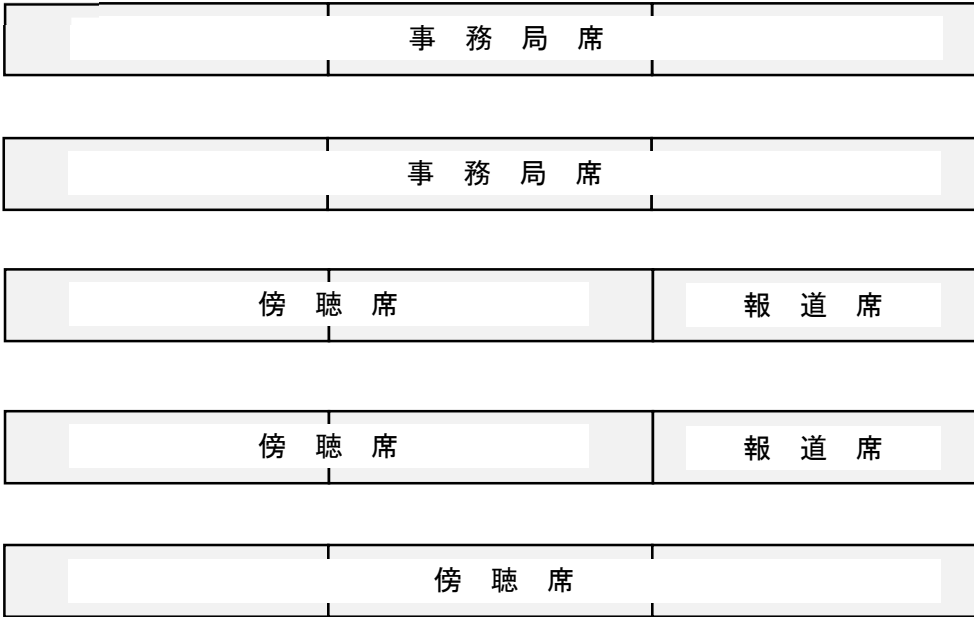 事　務　局　席
事　務　局　席
傍　聴　席　報　道　席
傍　聴　席　報　道　席
傍　聴　席